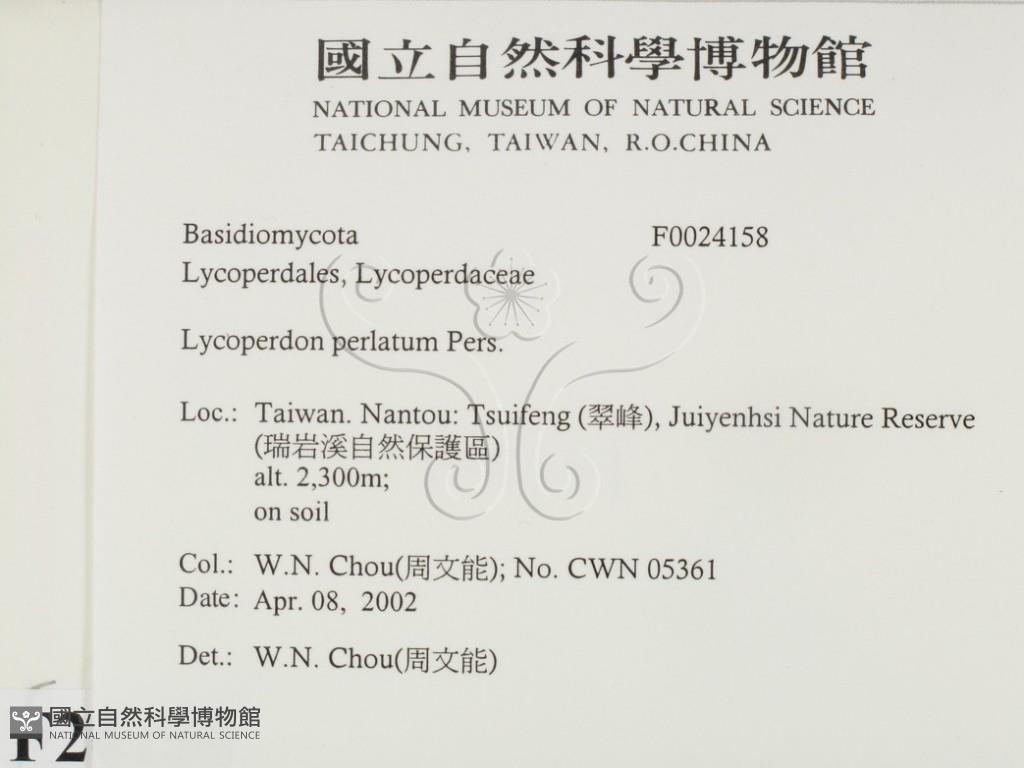 國立自然科學博物館
NATIONAL MUSEUM OF NATURAL SCIENCE
TAICHUNG, TAIWAN, R.O.CHINA
Basidiomycota F0024158
Lycoperdales, Lycoperdaceae
Lycoperdon perlatum Pers.
Loc.: Taiwan. Nantou: Tsuifeng (翠峰), Juiyenhsi Nature Reserve
(瑞岩溪自然保護區)
alt. 2,300m;
on soil
Col.: W.N. Chou(周文能); No. CWN 05361
Date: Apr. 08, 2002
Det.: W.N. Chou(周文能)
F2
國立自然科學博物館
NATIONAL MUSEUM OF NATURAL SCIENCE